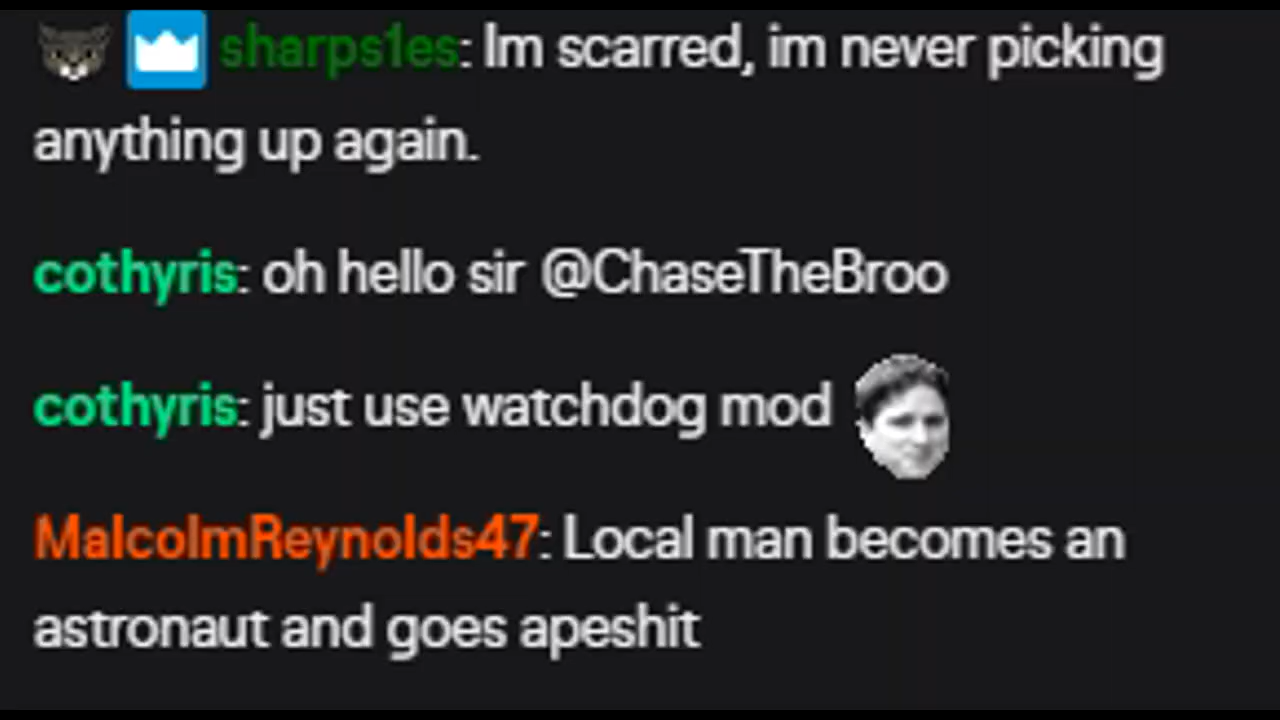 sharps1es: Im scarred, im never picking
anything up again.
cothyris: oh hello sir @ChaseTheBroo
cothyris: just use watchdog mod
MalcolmReynolds47: Local man becomes an
astronaut and goes apeshit